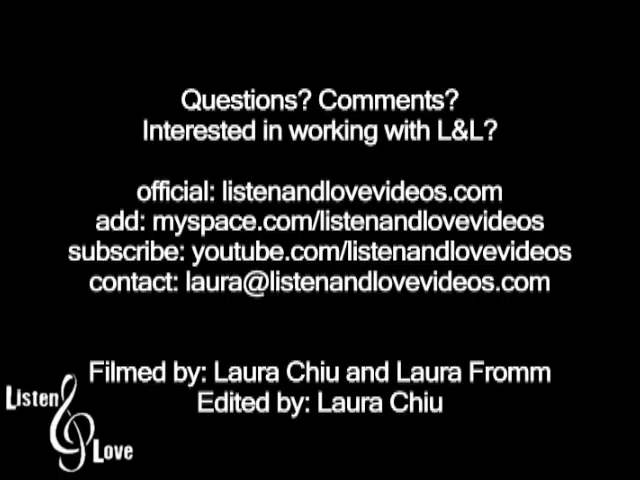 Questions? Comments?
Interested in working with L&L?
official: listenandlovevideos.com
add: myspace.com/listenandlovevideos
subscribe: youtube.com/listenandlovevideos
contact: laura@listenandlovevideos.com
Filmed by: Laura Chiu and Laura Fromm
Edited by: Laura Chiu
Listen
Love